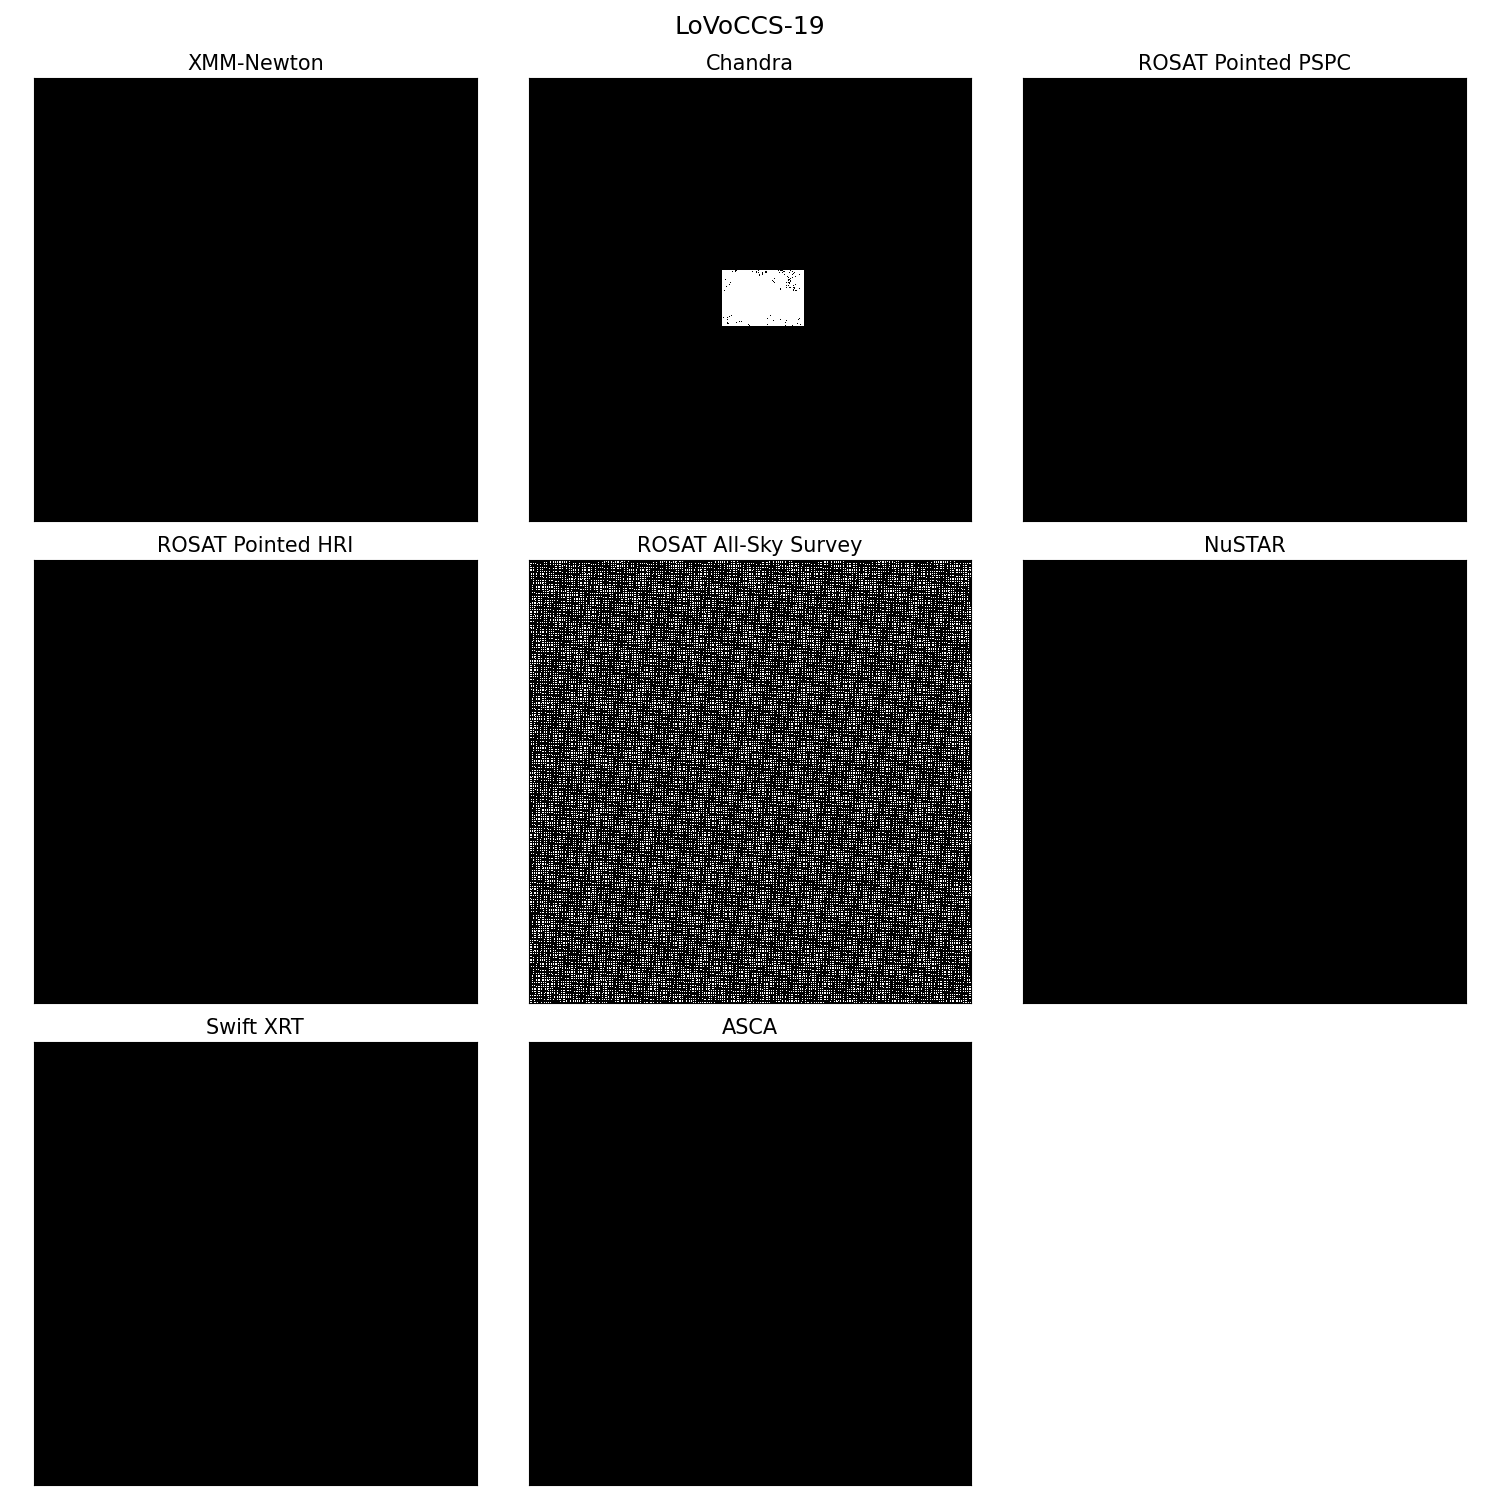 LoVoCCS-19
XMM-Newton
Chandra
ROSAT Pointed PSPC
ROSAT Pointed HRI
ROSAT All-Sky Survey
NuSTAR
Swift XRT
ASCA